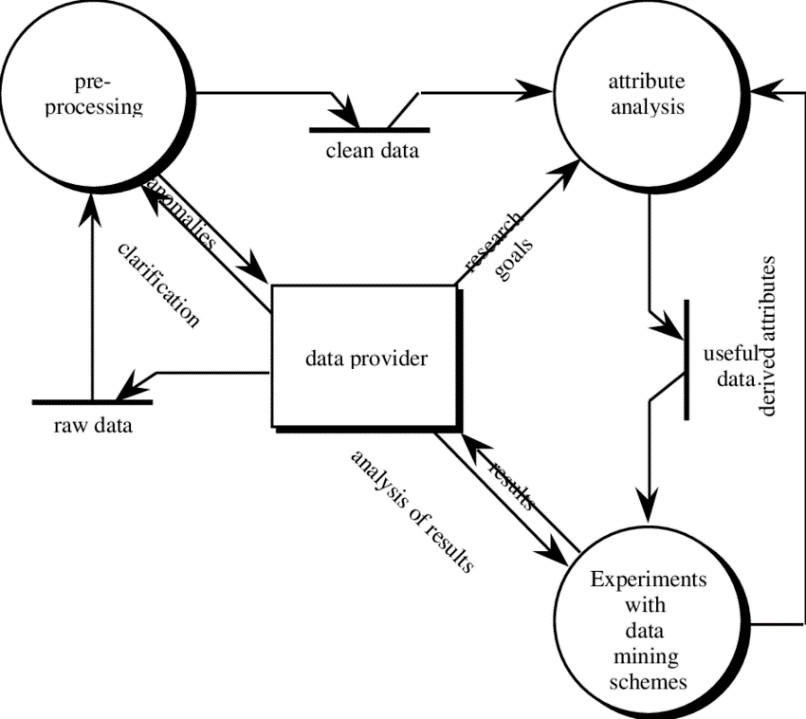 pre-
processing
attribute
analysis
clean data
anomalies
clarification
research
goals
data provider
useful
data
derived attributes
raw data
analysis of results
results
Experiments
with
data
mining
schemes